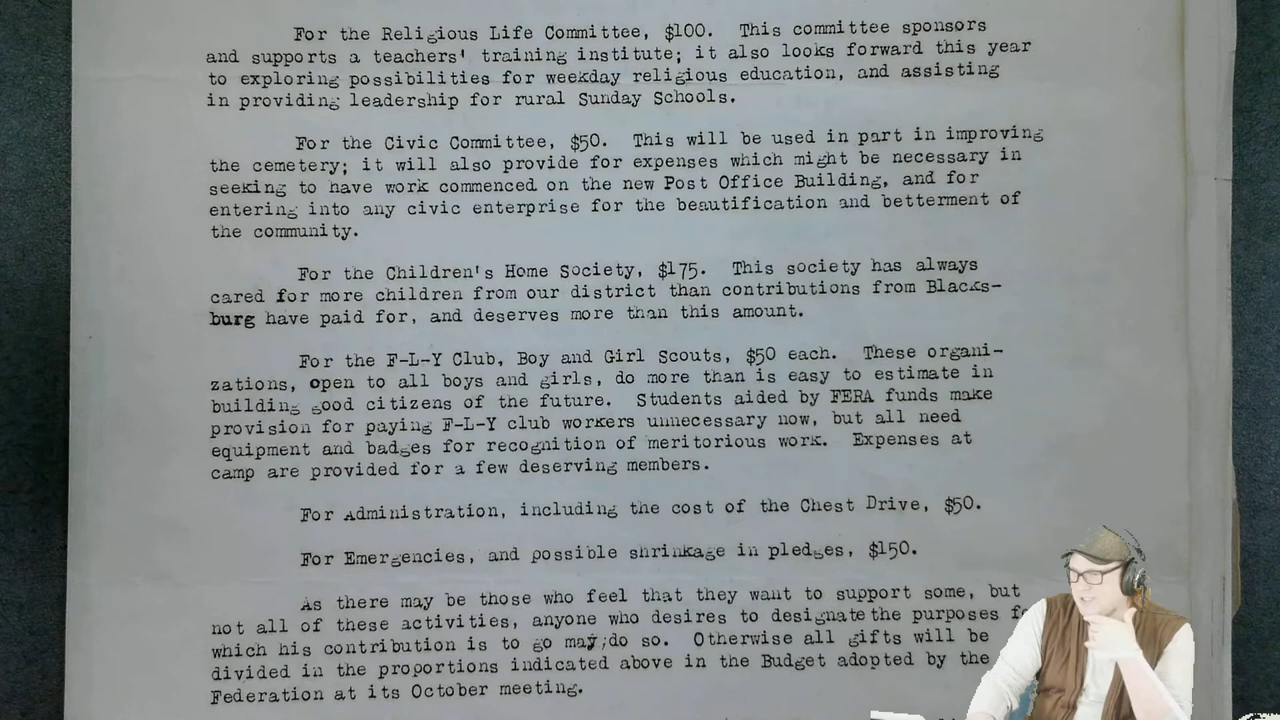 For the Religious Life Committee, $100. This committee sponsors
and supports a teachers' training institute; it also looks forward this year
to exploring possibilities for weekday religious education, and assisting
in providing leadership for rural Sunday Schools.
For the Civic Committee, $50. This will be used in part in improving
the cemetery; it will also provide for expenses which might be necessary in
seeking to have work commenced on the new Post Office Building, and for
entering into any civic enterprise for the beautification and betterment of
the community.
For the Children's Home Society, $175. This society has always
cared for more children from our district than contributions from Blacks-
burg have paid for, and deserves more than this amount.
For the F-L-Y Club, Boy and Girl Scouts, $50 each. These organi-
zations, open to all boys and girls, do more than is easy to estimate in
building good citizens of the future. Students aided by FERA funds make
provision for paying F-L-Y club workers unnecessary now, but all need
equipment and badges for recognition of meritorious work. Expenses at
camp are provided for a few deserving members.
For Administration, including the cost of the Chest Drive, $50.
For Emergencies, and possible shrinkage in pledges, $150.
As there may be those who feel that they want to support some, but
not all of these activities, anyone who desires to designate the purposes
which his contribution is to go may;do so. Otherwise all gifts will be
divided in the proportions indicated above in the Budget adopted by the
Federation at its October meeting.